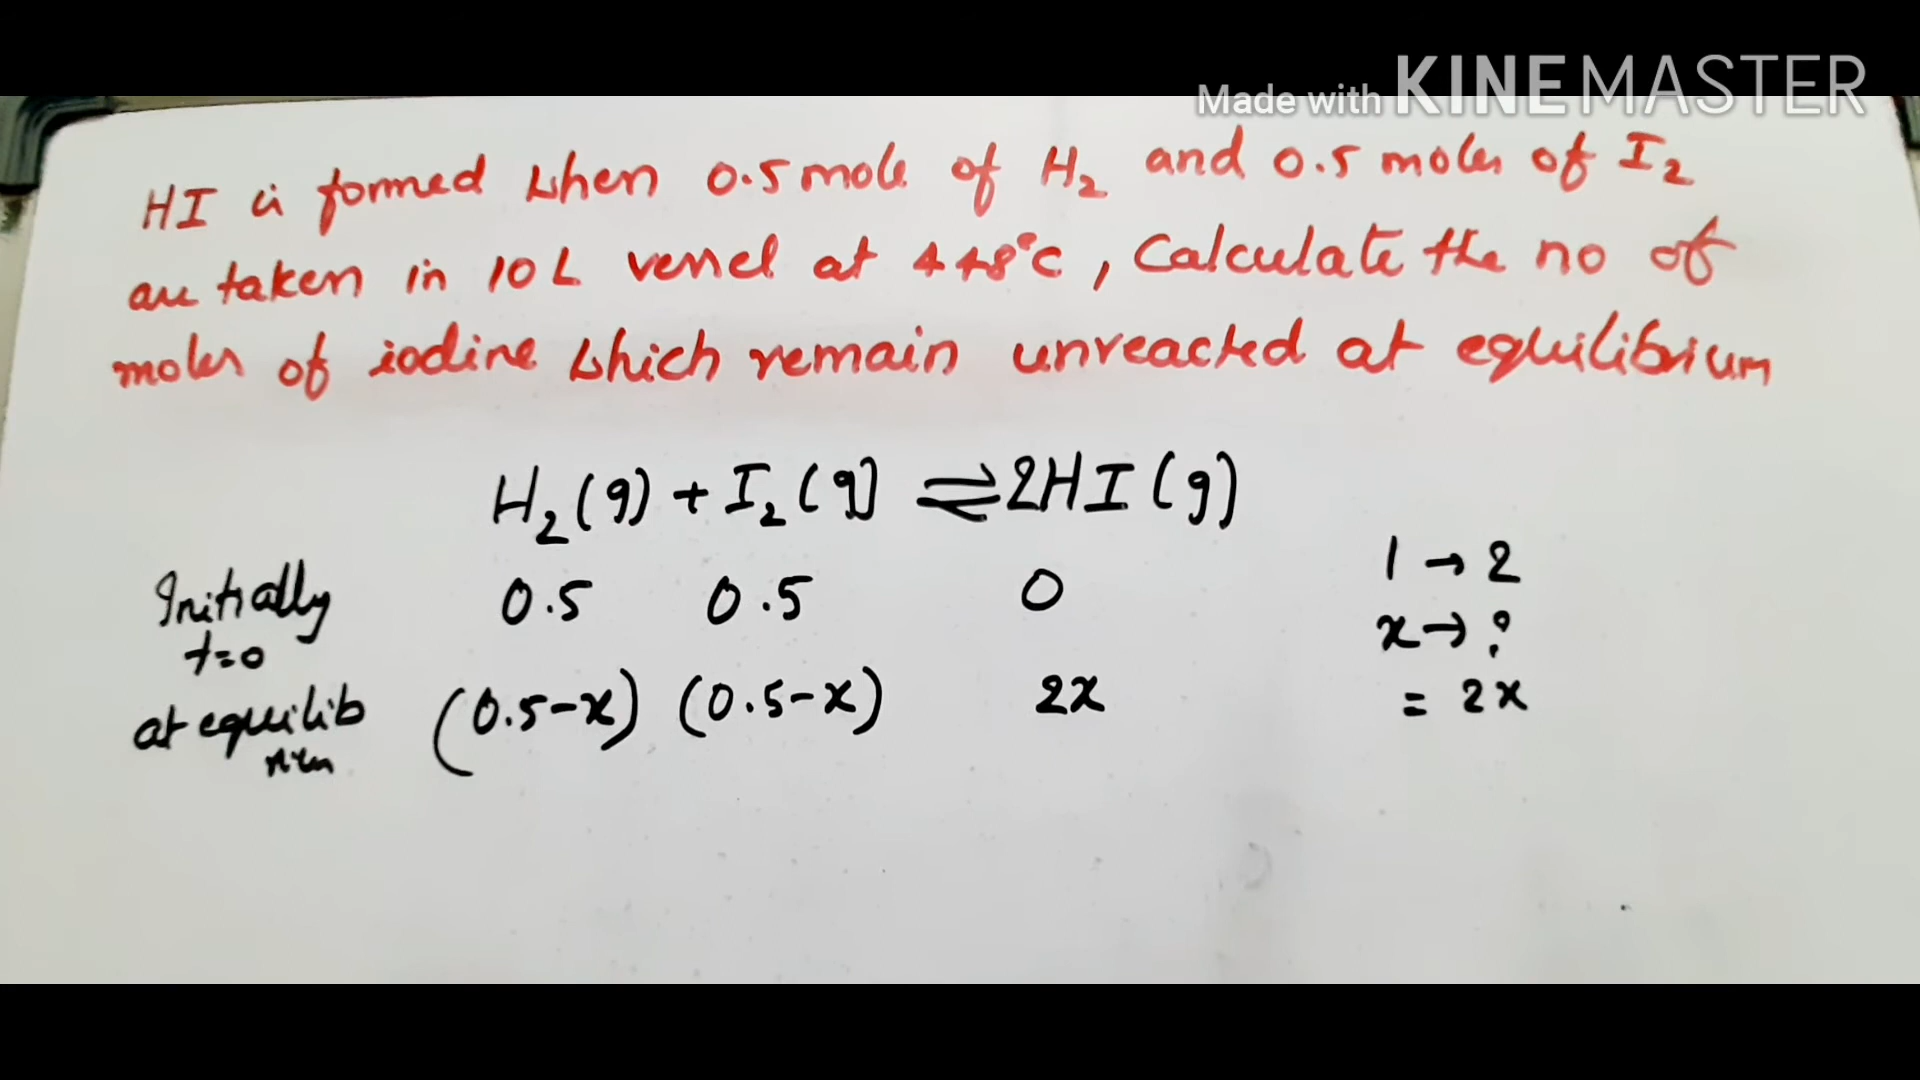 Made with KINEMASTER
HI is formed when 0.5 mole of H₂ and 0.5 moles of I₂
are taken in 10 L vessel at 448°C, Calculate the no of
moles of iodine which remain unreacted at equilibrium
H₂(g) + I₂(g) ⇌ 2HI(g)
Initially 0.5 0.5 0
t=0
at equilib (0.5-x) (0.5-x) 2x
rium
1 → 2
x → ?
= 2x